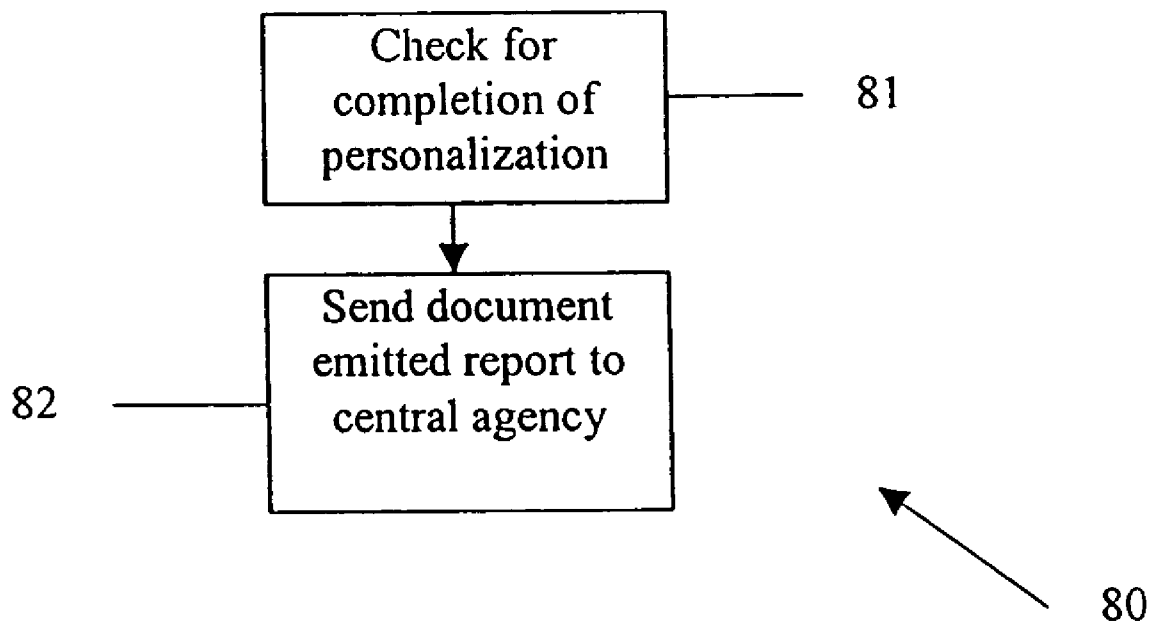 Check for
completion of
personalization
81
Send document
emitted report to
central agency
82
80